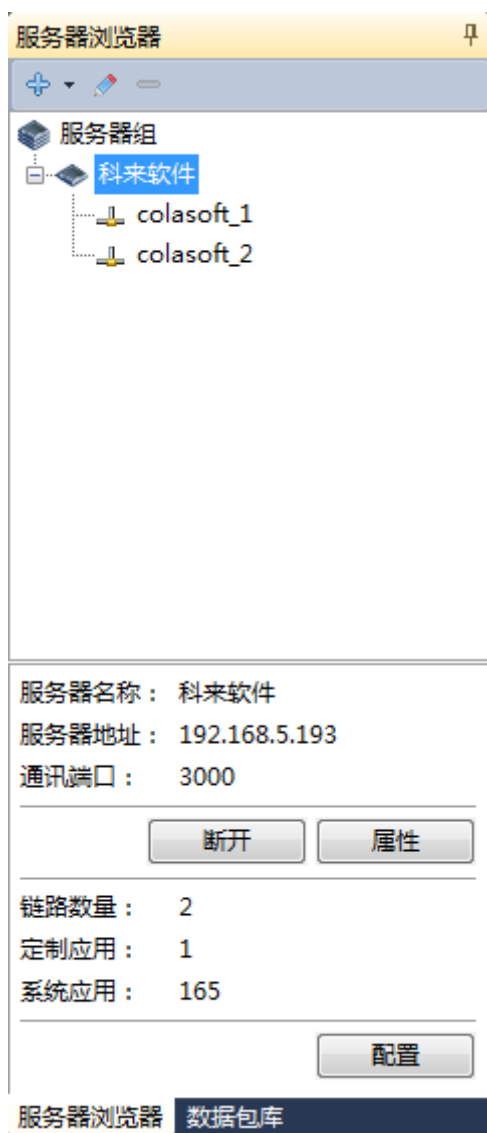 服务器浏览器
服务器组
科来软件
colasoft_1
colasoft_2
服务器名称： 科来软件
服务器地址： 192.168.5.193
通讯端口： 3000
断开 属性
链路数量： 2
定制应用： 1
系统应用： 165
配置
服务器浏览器 数据包库